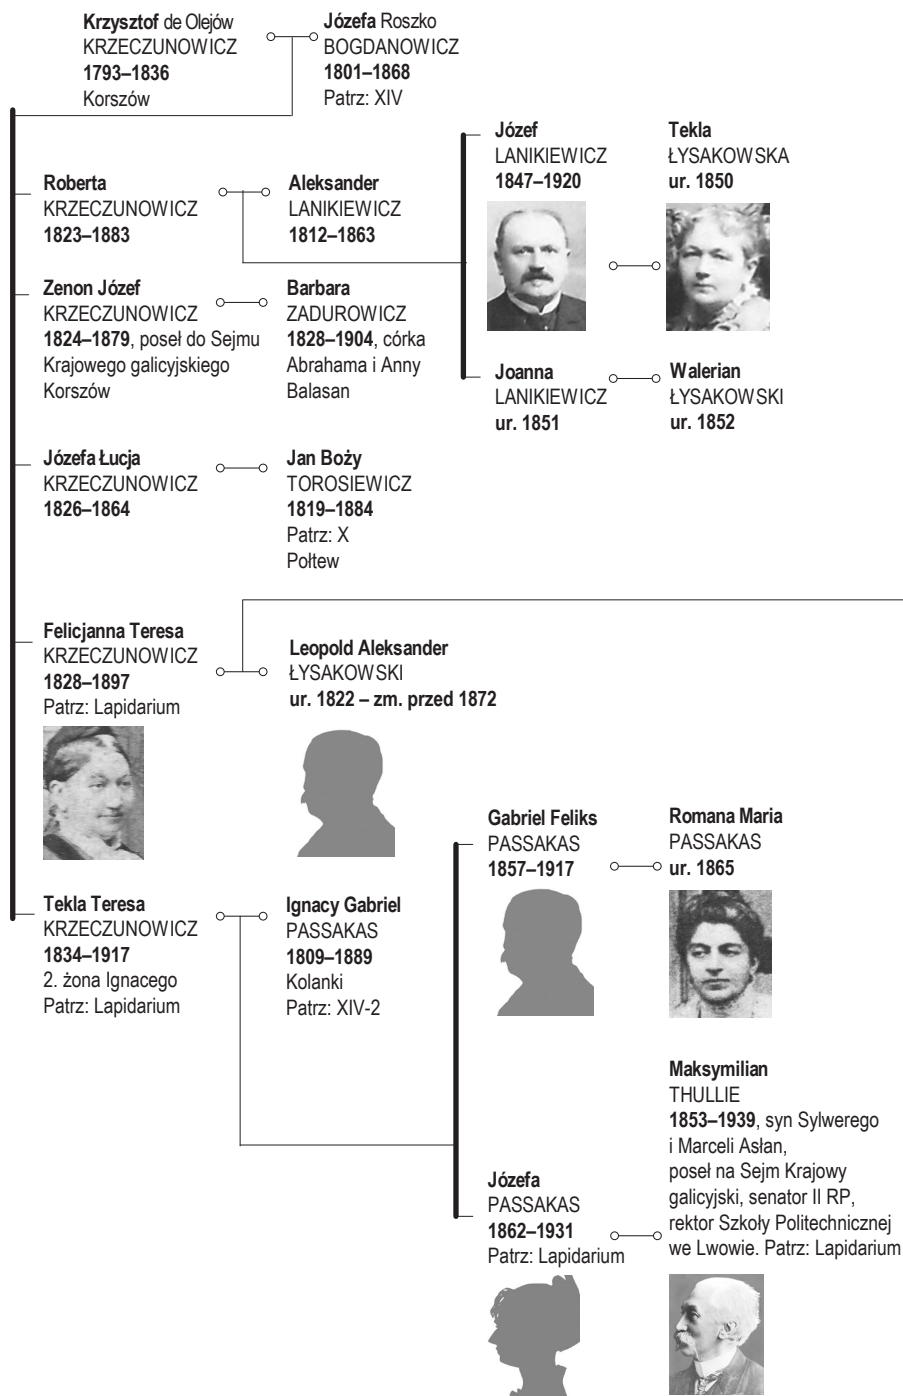 Krzysztof de Olejów
KRZECZUNOWICZ
1793–1836
Korszów
Józefa Roszko
BOGDANOWICZ
1801–1868
Patrz: XIV
Roberta
KRZECZUNOWICZ
1823–1883
Aleksander
LANIKIEWICZ
1812–1863
Józef
LANIKIEWICZ
1847–1920
Tekla
ŁYSAKOWSKA
ur. 1850
Joanna
LANIKIEWICZ
ur. 1851
Walerian
ŁYSAKOWSKI
ur. 1852
Zenon Józef
KRZECZUNOWICZ
1824–1879, poseł do Sejmu
Krajowego galicyjskiego
Korszów
Barbara
ZADUROWICZ
1828–1904, córka
Abrahama i Anny
Balasan
Józefa Łucja
KRZECZUNOWICZ
1826–1864
Jan Boży
TOROSIEWICZ
1819–1884
Patrz: X
Połtew
Felicjanna Teresa
KRZECZUNOWICZ
1828–1897
Patrz: Lapidarium
Leopold Aleksander
ŁYSAKOWSKI
ur. 1822 – zm. przed 1872
Tekla Teresa
KRZECZUNOWICZ
1834–1917
2. żona Ignacego
Patrz: Lapidarium
Ignacy Gabriel
PASSAKAS
1809–1889
Kolanki
Patrz: XIV-2
Gabriel Feliks
PASSAKAS
1857–1917
Romana Maria
PASSAKAS
ur. 1865
Józefa
PASSAKAS
1862–1931
Patrz: Lapidarium
Maksymilian
THULLIE
1853–1939, syn Sylwerego
i Marceli Asłan,
poseł na Sejm Krajowy
galicyjski, senator II RP,
rektor Szkoły Politechnicznej
we Lwowie. Patrz: Lapidarium